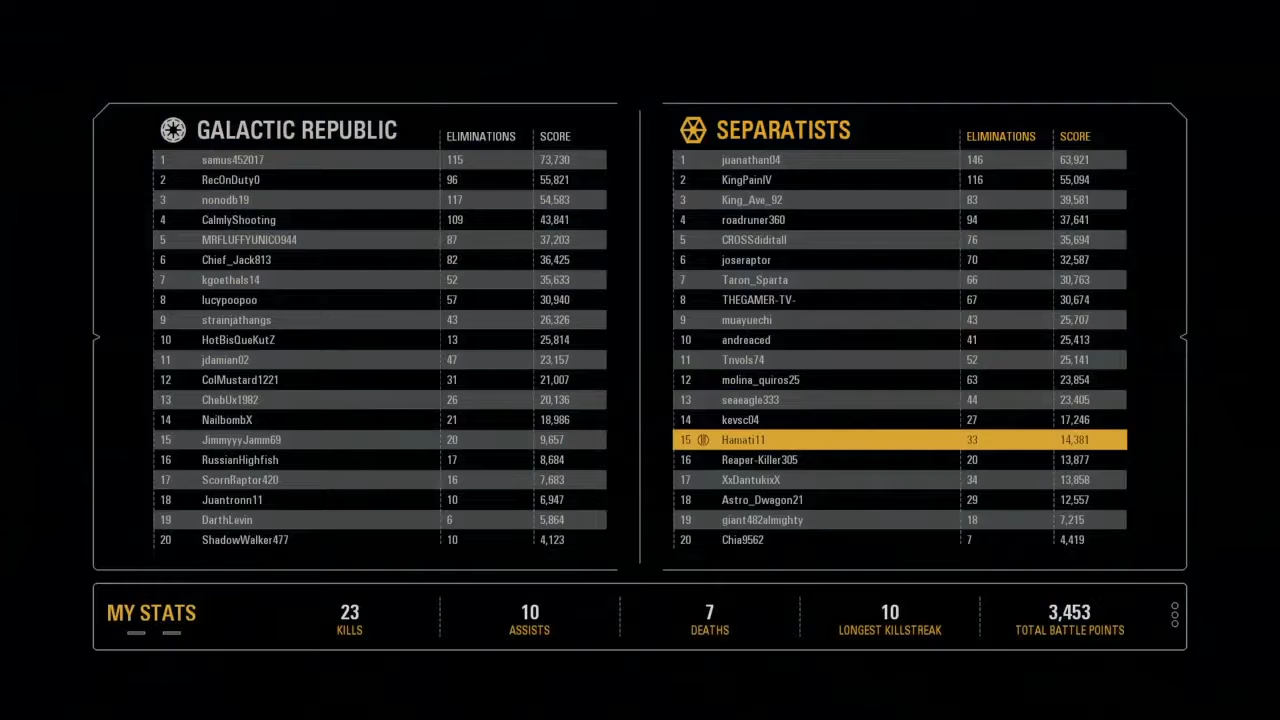 GALACTIC REPUBLIC ELIMINATIONS SCORE
1 samus452017 115 73,730
2 RecOnDuty0 96 55,821
3 nonodb19 117 54,583
4 CalmlyShooting 109 43,841
5 MRFLUFFYUNICO944 87 37,203
6 Chief_Jack813 82 36,425
7 kgoethals14 52 35,633
8 lucypoopoo 57 30,940
9 strainjathangs 43 26,326
10 HotBisQueKutZ 13 25,814
11 jdamian02 47 23,157
12 ColMustard1221 31 21,007
13 ChebUx1982 26 20,136
14 NailbombX 21 18,986
15 JimmyyyJamm69 20 9,657
16 RussianHighfish 17 8,684
17 ScornRaptor420 16 7,683
18 Juantronn11 10 6,947
19 DarthLevin 6 5,864
20 ShadowWalker477 10 4,123
SEPARATISTS ELIMINATIONS SCORE
1 juanathan04 146 63,921
2 KingPainIV 116 55,094
3 King_Ave_92 83 39,581
4 roadruner360 94 37,641
5 CROSSdiditall 76 35,694
6 joseraptor 70 32,587
7 Taron_Sparta 66 30,763
8 THEGAMER-TV- 67 30,674
9 muayuechi 43 25,707
10 andreaced 41 25,413
11 Tnvols74 52 25,141
12 molina_quiros25 63 23,854
13 seaeagle333 44 23,405
14 kevsc04 27 17,246
15 Hamati11 33 14,381
16 Reaper-Killer305 20 13,877
17 XxDantukixX 34 13,858
18 Astro_Dwagon21 29 12,557
19 giant482almighty 18 7,215
20 Chia9562 7 4,419
MY STATS
23 10 7 10 3,453
KILLS ASSISTS DEATHS LONGEST KILLSTREAK TOTAL BATTLE POINTS